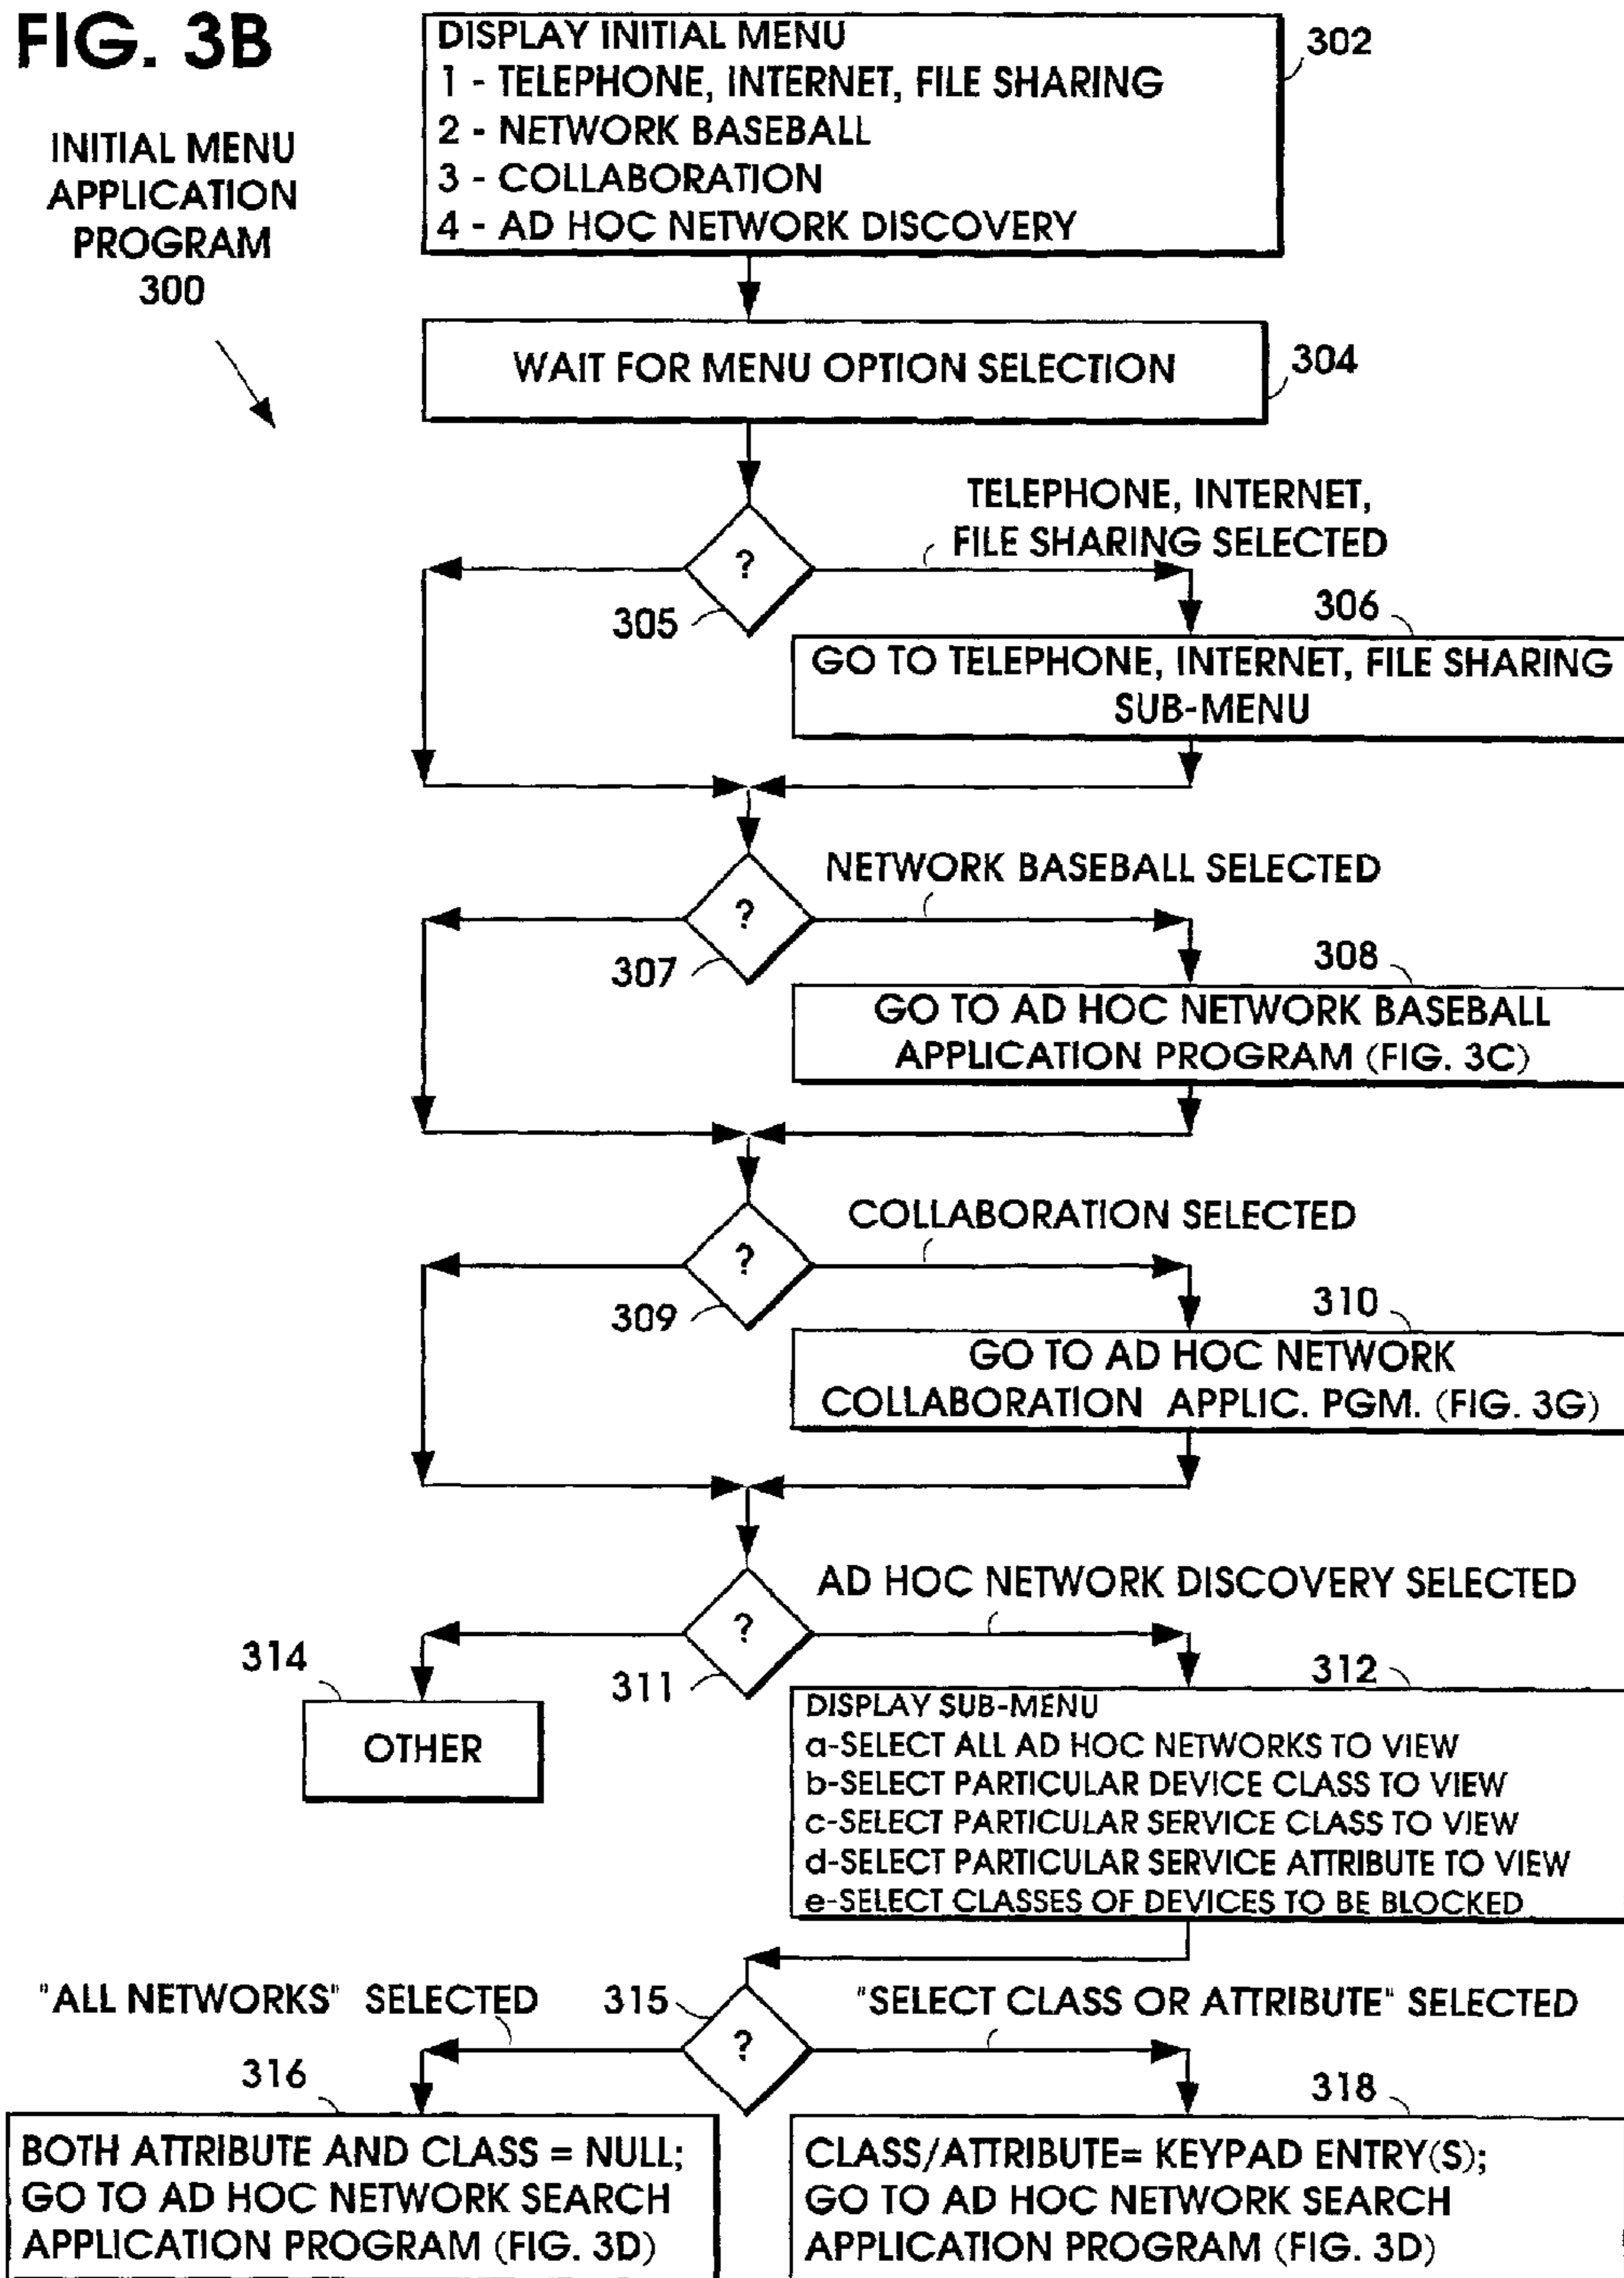 FIG. 3B
INITIAL MENU
APPLICATION
PROGRAM
300
DISPLAY INITIAL MENU
1 - TELEPHONE, INTERNET, FILE SHARING
2 - NETWORK BASEBALL
3 - COLLABORATION
4 - AD HOC NETWORK DISCOVERY
302
WAIT FOR MENU OPTION SELECTION
304
TELEPHONE, INTERNET,
FILE SHARING SELECTED
?
305
306
GO TO TELEPHONE, INTERNET, FILE SHARING
SUB-MENU
NETWORK BASEBALL SELECTED
?
307
308
GO TO AD HOC NETWORK BASEBALL
APPLICATION PROGRAM (FIG. 3C)
COLLABORATION SELECTED
?
309
310
GO TO AD HOC NETWORK
COLLABORATION APPLIC. PGM. (FIG. 3G)
AD HOC NETWORK DISCOVERY SELECTED
?
311
314
OTHER
312
DISPLAY SUB-MENU
a-SELECT ALL AD HOC NETWORKS TO VIEW
b-SELECT PARTICULAR DEVICE CLASS TO VIEW
c-SELECT PARTICULAR SERVICE CLASS TO VIEW
d-SELECT PARTICULAR SERVICE ATTRIBUTE TO VIEW
e-SELECT CLASSES OF DEVICES TO BE BLOCKED
"ALL NETWORKS" SELECTED
315
"SELECT CLASS OR ATTRIBUTE" SELECTED
?
316
BOTH ATTRIBUTE AND CLASS = NULL;
GO TO AD HOC NETWORK SEARCH
APPLICATION PROGRAM (FIG. 3D)
318
CLASS/ATTRIBUTE= KEYPAD ENTRY(S);
GO TO AD HOC NETWORK SEARCH
APPLICATION PROGRAM (FIG. 3D)